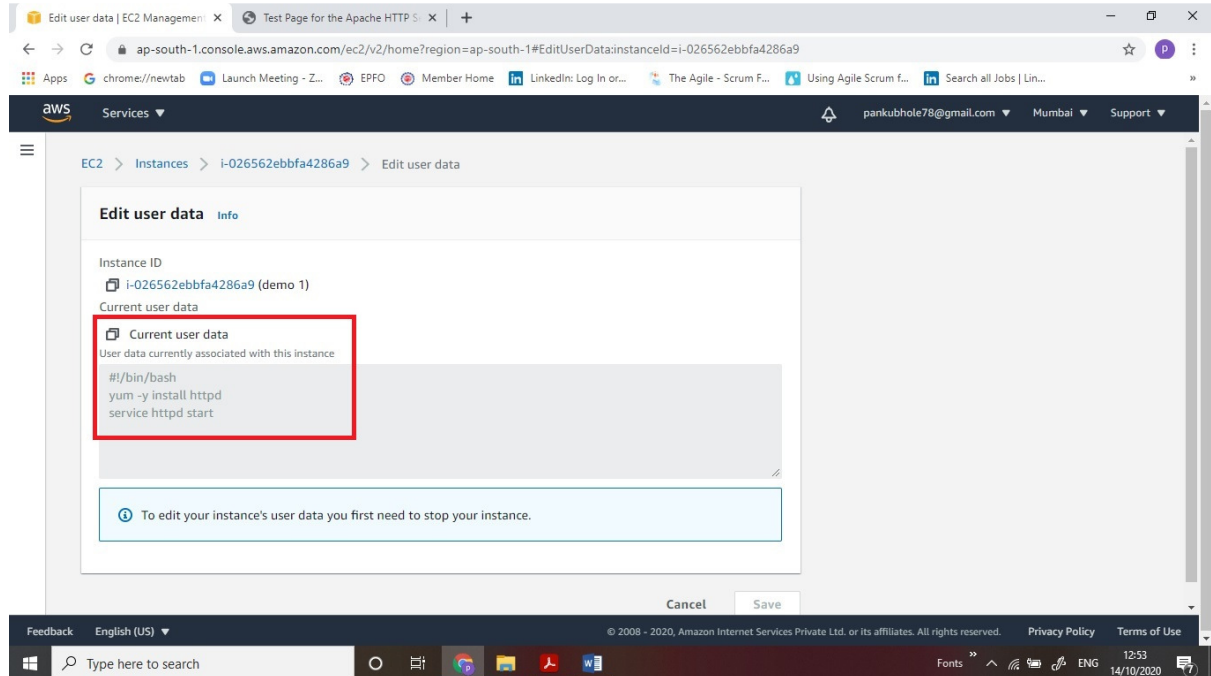 Edit user data | EC2 Managemen
Test Page for the Apache HTTP S
ap-south-1.console.aws.amazon.com/ec2/v2/home?region=ap-south-1#EditUserData:instanceId=i-026562ebbfa4286a9
P
Apps chrome://newtab Launch Meeting - Z... EPFO Member Home LinkedIn: Log In or... The Agile - Scrum F... Using Agile Scrum f... Search all Jobs | Lin... »
aws Services ▼ pankubhole78@gmail.com ▼ Mumbai ▼ Support ▼
EC2 > Instances > i-026562ebbfa4286a9 > Edit user data
Edit user data Info
Instance ID
i-026562ebbfa4286a9 (demo 1)
Current user data
Current user data
User data currently associated with this instance
#!/bin/bash
yum -y install httpd
service httpd start
To edit your instance's user data you first need to stop your instance.
Cancel Save
Feedback English (US) ▼ © 2008 - 2020, Amazon Internet Services Private Ltd. or its affiliates. All rights reserved. Privacy Policy Terms of Use
Type here to search Fonts » ENG 12:53
14/10/2020 7